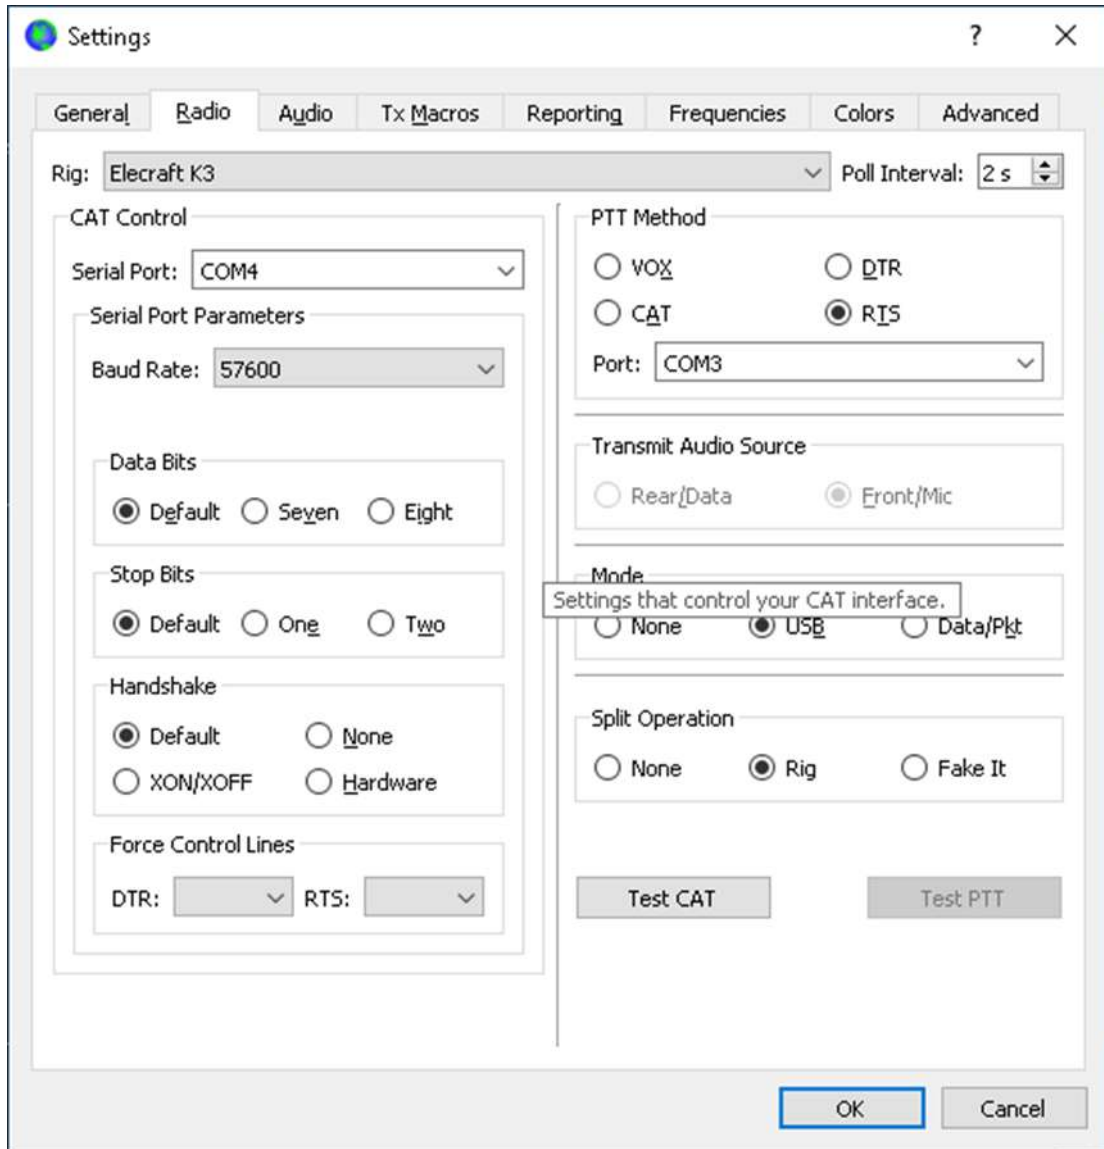 Settings
?
General Radio Audio Tx Macros Reporting Frequencies Colors Advanced
Rig: Elecraft K3 Poll Interval: 2 s
CAT Control
Serial Port: COM4
Serial Port Parameters
Baud Rate: 57600
Data Bits
Default Seven Eight
Stop Bits
Default One Two
Handshake
Default None
XON/XOFF Hardware
Force Control Lines
DTR: RTS:
PTT Method
VOX DTR
CAT RTS
Port: COM3
Transmit Audio Source
Rear/Data Front/Mic
Mode
Settings that control your CAT interface.
None USB Data/Pkt
Split Operation
None Rig Fake It
Test CAT Test PTT
OK Cancel